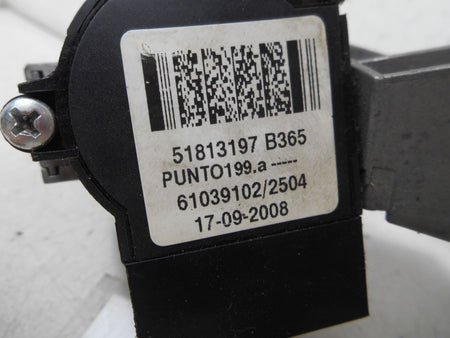 51813197 B365
PUNTO199.a -----
61039102/2504
17-09-2008